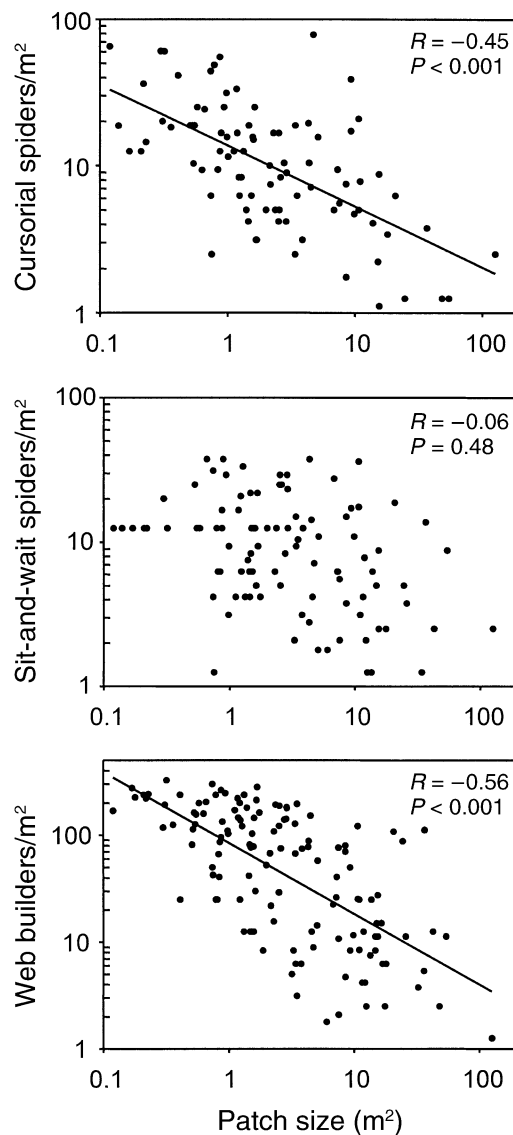 Cursorial spiders/m²
100
10
1
R = −0.45
P < 0.001
0.1 1 10 100
Sit-and-wait spiders/m²
100
10
1
R = −0.06
P = 0.48
0.1 1 10 100
Web builders/m²
100
10
1
R = −0.56
P < 0.001
0.1 1 10 100
Patch size (m²)